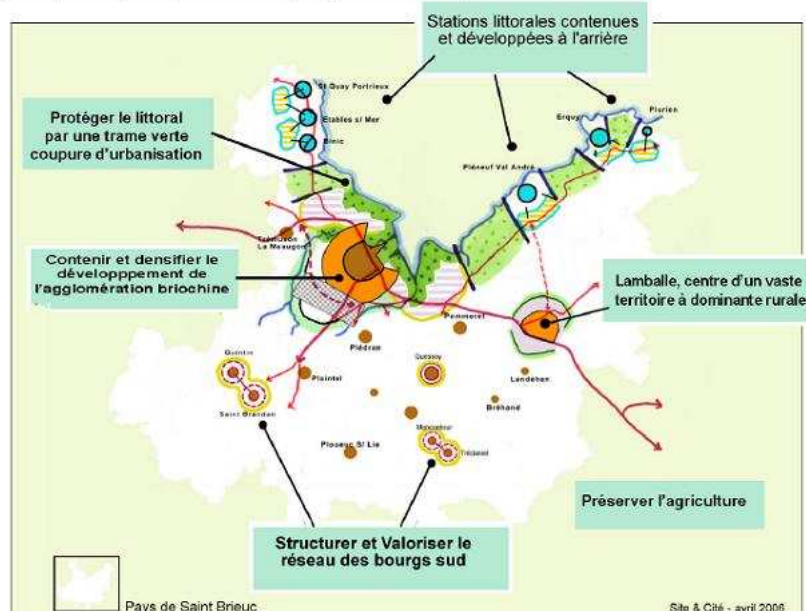 Stations littorales contenues
et développées à l'arrière
St Quay Portrieux
Etables s/ Mer
Binic
Erquy
Plurien
Pléneuf Val André
Protéger le littoral
par une trame verte
coupure d'urbanisation
Trémuson
La Meaugon
Contenir et densifier le
développpement de
l'agglomération briochine
Lamballe, centre d'un vaste
territoire à dominante rurale
Pommeret
Plédran
Quintin
Saint Brandan
Plaintel
Quessoy
Landéhen
Bréhand
Moncontour
Trédaniel
Ploeuc S/ Lie
Préserver l'agriculture
Structurer et Valoriser le
réseau des bourgs sud
Pays de Saint Brieuc
Site & Cité - avril 2006